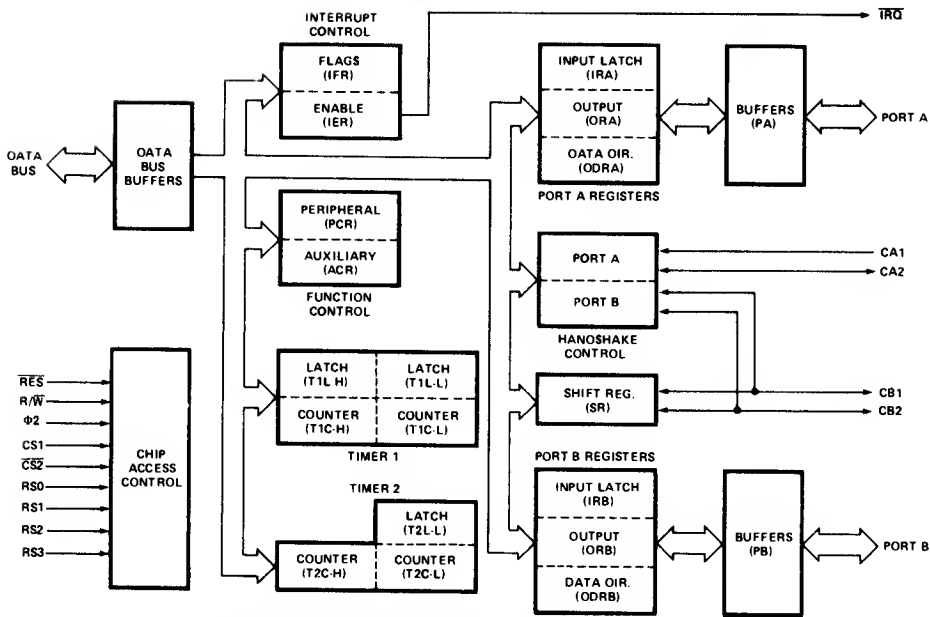 INTERRUPT
CONTROL
FLAGS
(IFR)
ENABLE
(IER)
I̅R̅Q̅
INPUT LATCH
(IRA)
OUTPUT
(ORA)
DATA OIR.
(ODRA)
PORT A REGISTERS
BUFFERS
(PA)
PORT A
OATA
BUS
OATA
BUS
BUFFERS
PERIPHERAL
(PCR)
AUXILIARY
(ACR)
FUNCTION
CONTROL
PORT A
PORT B
HANOSHAKE
CONTROL
CA1
CA2
LATCH
(T1L-H)
LATCH
(T1L-L)
COUNTER
(T1C-H)
COUNTER
(T1C-L)
TIMER 1
SHIFT REG.
(SR)
CB1
CB2
R̅E̅S̅
R/W̅
Φ2
CS1
C̅S̅2̅
RS0
RS1
RS2
RS3
CHIP
ACCESS
CONTROL
TIMER 2
LATCH
(T2L-L)
COUNTER
(T2C-H)
COUNTER
(T2C-L)
PORT B REGISTERS
INPUT LATCH
(IRB)
OUTPUT
(ORB)
DATA OIR.
(ODRB)
BUFFERS
(PB)
PORT B